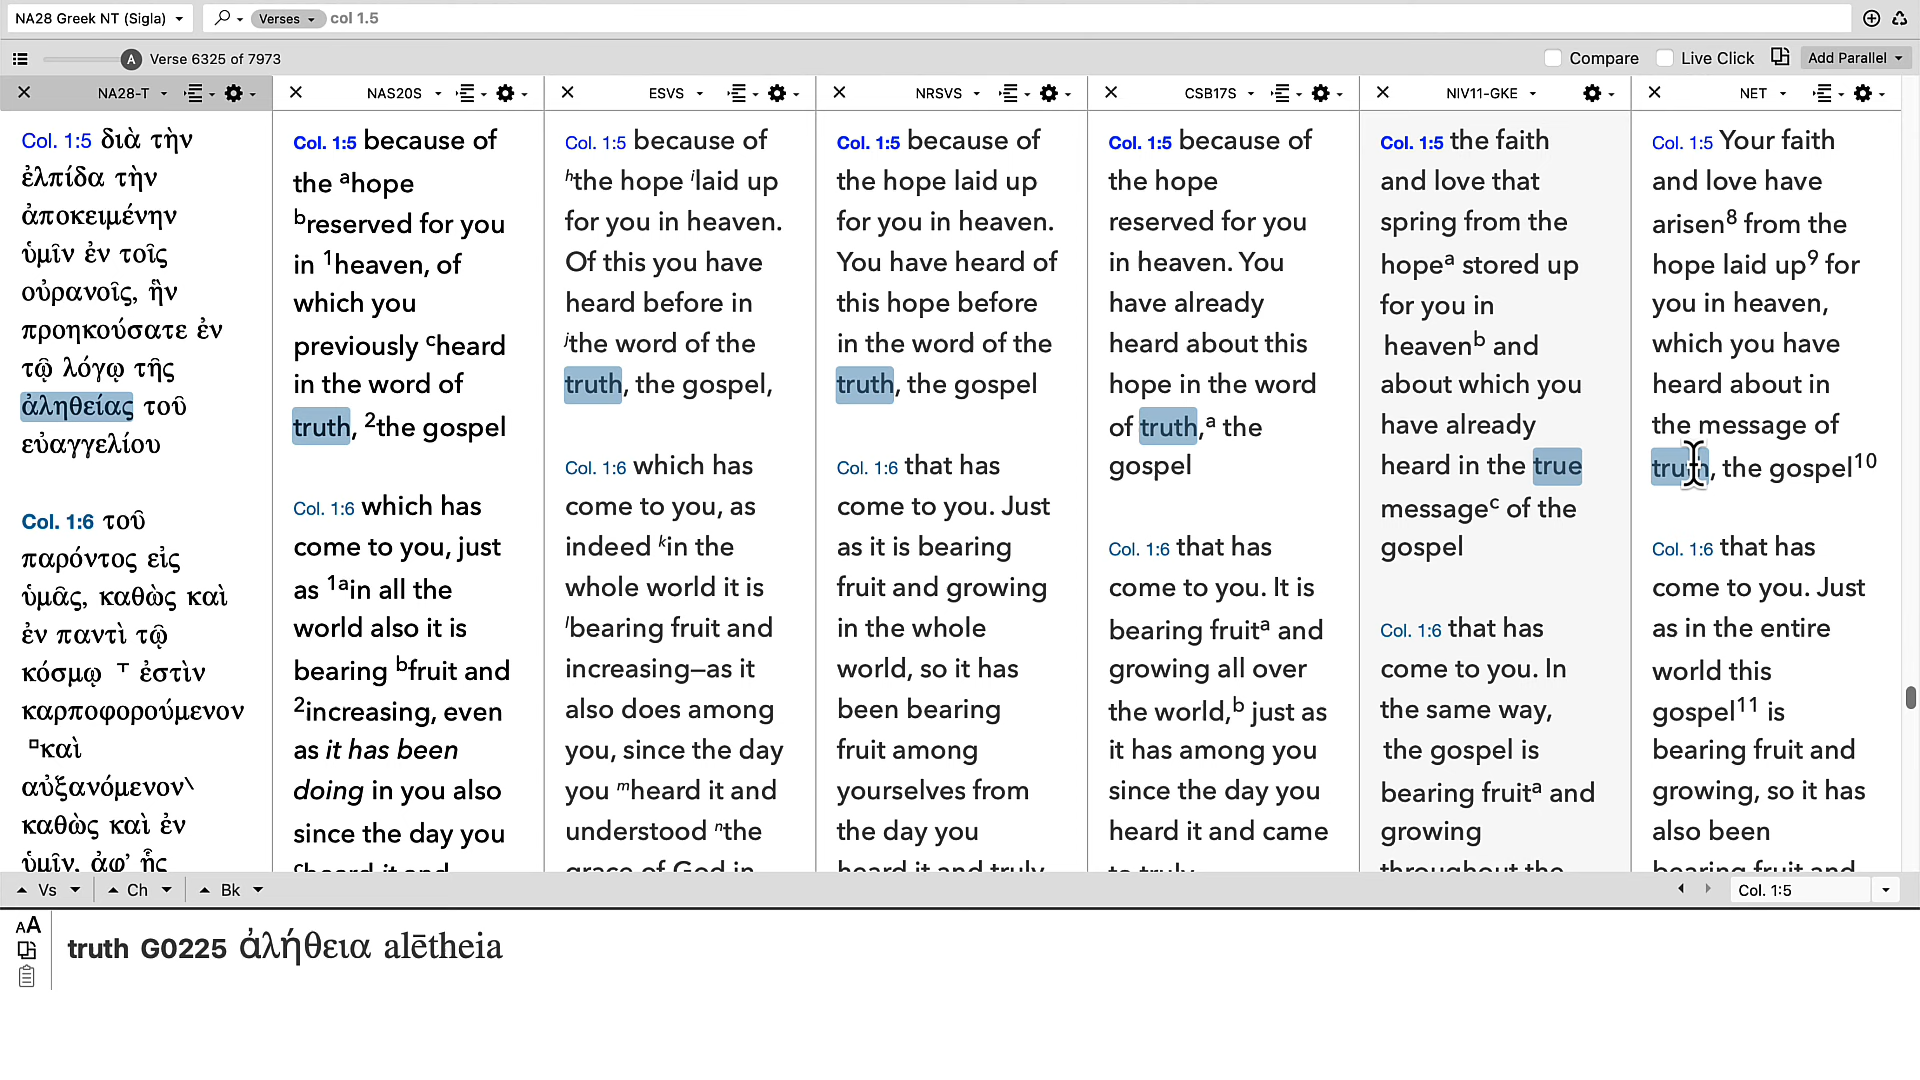 NA28 Greek NT (Sigla)
Verses
col 1.5
A
Verse 6325 of 7973
Compare
Live Click
Add Parallel
NA28-T
NAS20S
ESVS
NRSVS
CSB17S
NIV11-GKE
NET
Col. 1:5 διὰ τὴν
ἐλπίδα τὴν
ἀποκειμένην
ὑμῖν ἐν τοῖς
οὐρανοῖς, ἣν
προηκούσατε ἐν
τῷ λόγῳ τῆς
ἀληθείας τοῦ
εὐαγγελίου
Col. 1:6 τοῦ
παρόντος εἰς
ὑμᾶς, καθὼς καὶ
ἐν παντὶ τῷ
κόσμῳ ⸆ ἐστὶν
καρποφορούμενον
⸋καὶ
αὐξανόμενον⸌
καθὼς καὶ ἐν
ὑμῖν, ἀφ’ ἧς
Col. 1:5 because of
the ᵃhope
ᵇreserved for you
in ¹heaven, of
which you
previously ᶜheard
in the word of
truth, ²the gospel
Col. 1:6 which has
come to you, just
as ¹ᵃin all the
world also it is
bearing ᵇfruit and
²increasing, even
as it has been
doing in you also
since the day you
ᶜheard it and
Col. 1:5 because of
ʰthe hope ⁱlaid up
for you in heaven.
Of this you have
heard before in
ʲthe word of the
truth, the gospel,
Col. 1:6 which has
come to you, as
indeed ᵏin the
whole world it is
ˡbearing fruit and
increasing—as it
also does among
you, since the day
you ᵐheard it and
understood ⁿthe
grace of God in
Col. 1:5 because of
the hope laid up
for you in heaven.
You have heard of
this hope before
in the word of the
truth, the gospel
Col. 1:6 that has
come to you. Just
as it is bearing
fruit and growing
in the whole
world, so it has
been bearing
fruit among
yourselves from
the day you
heard it and truly
Col. 1:5 because of
the hope
reserved for you
in heaven. You
have already
heard about this
hope in the word
of truth,ᵃ the
gospel
Col. 1:6 that has
come to you. It is
bearing fruitᵃ and
growing all over
the world,ᵇ just as
it has among you
since the day you
heard it and came
to truly
Col. 1:5 the faith
and love that
spring from the
hopeᵃ stored up
for you in
heavenᵇ and
about which you
have already
heard in the true
messageᶜ of the
gospel
Col. 1:6 that has
come to you. In
the same way,
the gospel is
bearing fruitᵃ and
growing
throughout the
Col. 1:5 Your faith
and love have
arisen⁸ from the
hope laid up⁹ for
you in heaven,
which you have
heard about in
the message of
truth, the gospel¹⁰
Col. 1:6 that has
come to you. Just
as in the entire
world this
gospel¹¹ is
bearing fruit and
growing, so it has
also been
bearing fruit and
Vs
Ch
Bk
Col. 1:5
AA
truth G0225 ἀλήθεια alētheia